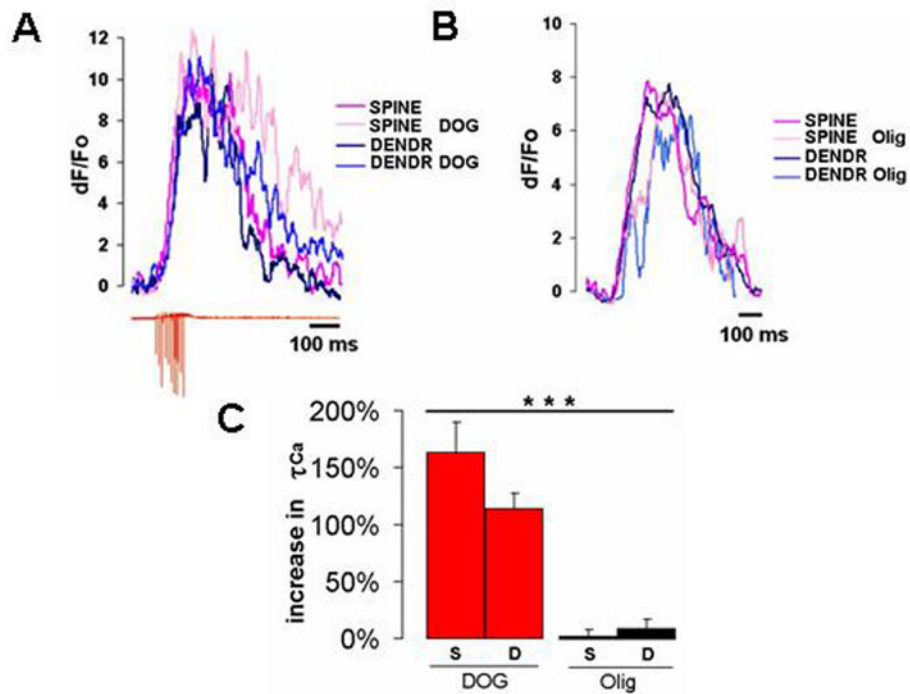 A
dF/Fo
12
10
8
6
4
2
0
SPINE
SPINE DOG
DENDR
DENDR DOG
100 ms
B
dF/Fo
10
8
6
4
2
0
SPINE
SPINE Olig
DENDR
DENDR Olig
100 ms
C
increase in τCa
200%
150%
100%
50%
0%
* * *
S D S D
DOG Olig